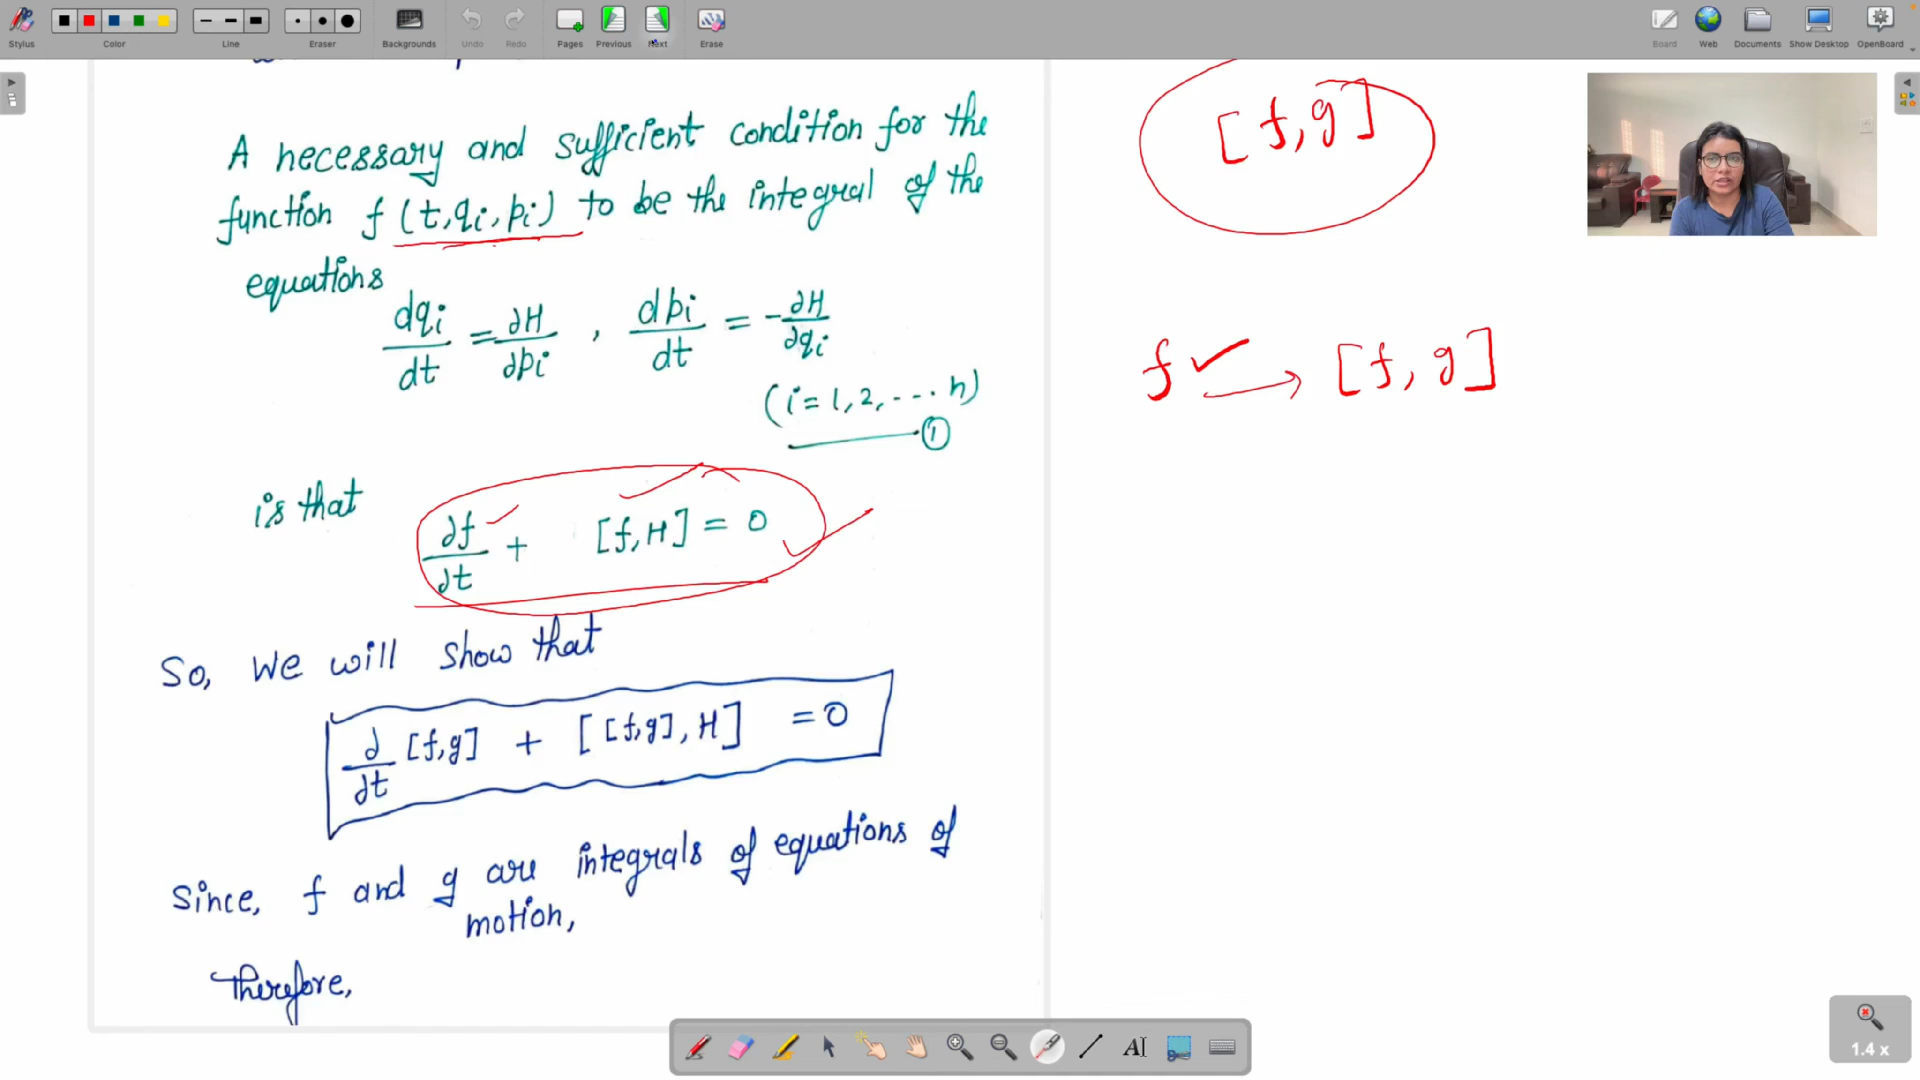 Stylus
Color
Line
Eraser
Backgrounds
Undo
Redo
Pages
Previous
Next
Erase
Board
Web
Documents
Show Desktop
OpenBoard
A necessary and sufficient condition for the
function f (t, qi, pi) to be the integral of the
equations
dqi/dt = ∂H/∂pi , dpi/dt = -∂H/∂qi
(i = 1, 2, ... n)
①
is that
∂f/∂t + [f, H] = 0
So, We will show that
∂/∂t [f,g] + [[f,g], H] = 0
Since, f and g are integrals of equations of
motion,
Therefore,
[f, g]
f ✓ → [f, g]
1.4 x